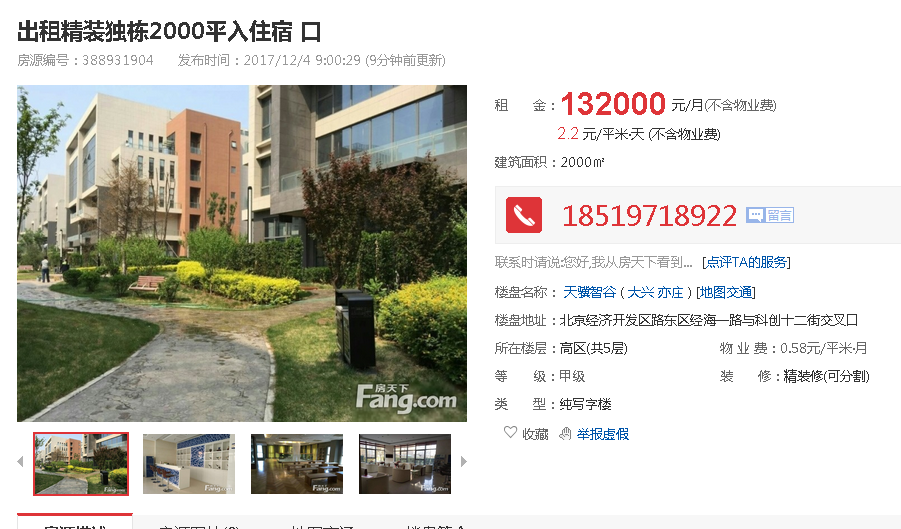 出租精装独栋2000平入住宿 口
房源编号：388931904 发布时间：2017/12/4 9:00:29 (9分钟前更新)
租 金：132000 元/月(不含物业费)
2.2 元/平米·天 (不含物业费)
建筑面积：2000㎡
18519718922 留言
联系时请说:您好,我从房天下看到... [点评TA的服务]
楼盘名称： 天骥智谷 ( 大兴 亦庄 ) [地图交通]
楼盘地址：北京经济开发区路东区经海一路与科创十二街交叉口
所在楼层：高区(共5层) 物 业 费：0.58元/平米·月
等 级：甲级 装 修：精装修(可分割)
类 型：纯写字楼
收藏 举报虚假
房天下
Fang.com